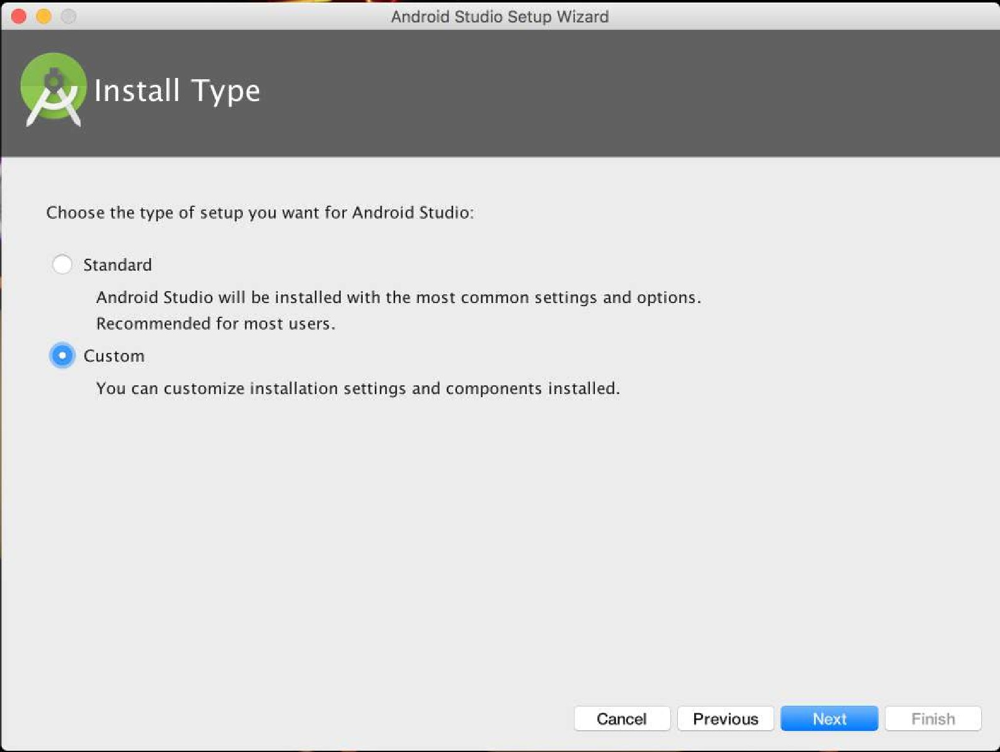 Android Studio Setup Wizard
Install Type
Choose the type of setup you want for Android Studio:
Standard
Android Studio will be installed with the most common settings and options.
Recommended for most users.
Custom
You can customize installation settings and components installed.
Cancel Previous Next Finish